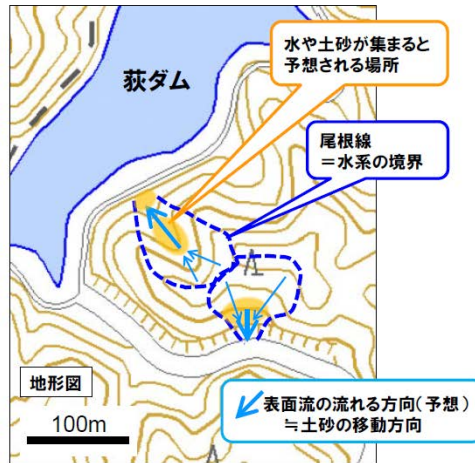 水や土砂が集まると
予想される場所
荻ダム
尾根線
＝水系の境界
地形図
100m
表面流の流れる方向（予想）
≒土砂の移動方向